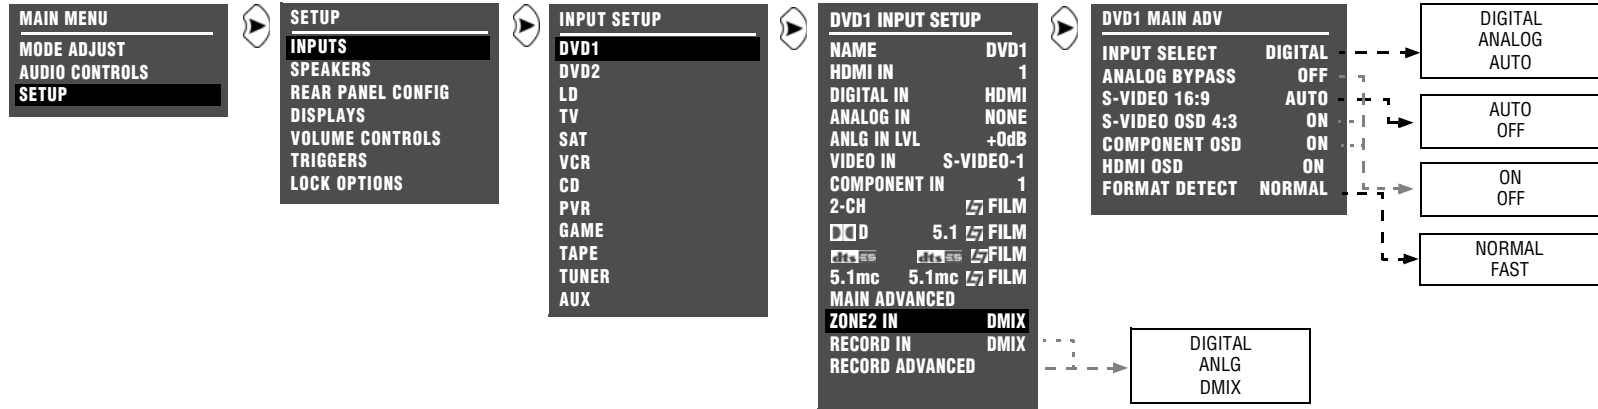 MAIN MENU
MODE ADJUST
AUDIO CONTROLS
SETUP
SETUP
INPUTS
SPEAKERS
REAR PANEL CONFIG
DISPLAYS
VOLUME CONTROLS
TRIGGERS
LOCK OPTIONS
INPUT SETUP
DVD1
DVD2
LD
TV
SAT
VCR
CD
PVR
GAME
TAPE
TUNER
AUX
DVD1 INPUT SETUP
NAME DVD1
HDMI IN 1
DIGITAL IN HDMI
ANALOG IN NONE
ANLG IN LVL +0dB
VIDEO IN S-VIDEO-1
COMPONENT IN 1
2-CH FILM
D 5.1 FILM
dts ES dts ES FILM
5.1mc 5.1mc FILM
MAIN ADVANCED
ZONE2 IN DMIX
RECORD IN DMIX
RECORD ADVANCED
DVD1 MAIN ADV
INPUT SELECT DIGITAL
ANALOG BYPASS OFF
S-VIDEO 16:9 AUTO
S-VIDEO OSD 4:3 ON
COMPONENT OSD ON
HDMI OSD ON
FORMAT DETECT NORMAL
DIGITAL
ANALOG
AUTO
AUTO
OFF
ON
OFF
NORMAL
FAST
DIGITAL
ANLG
DMIX